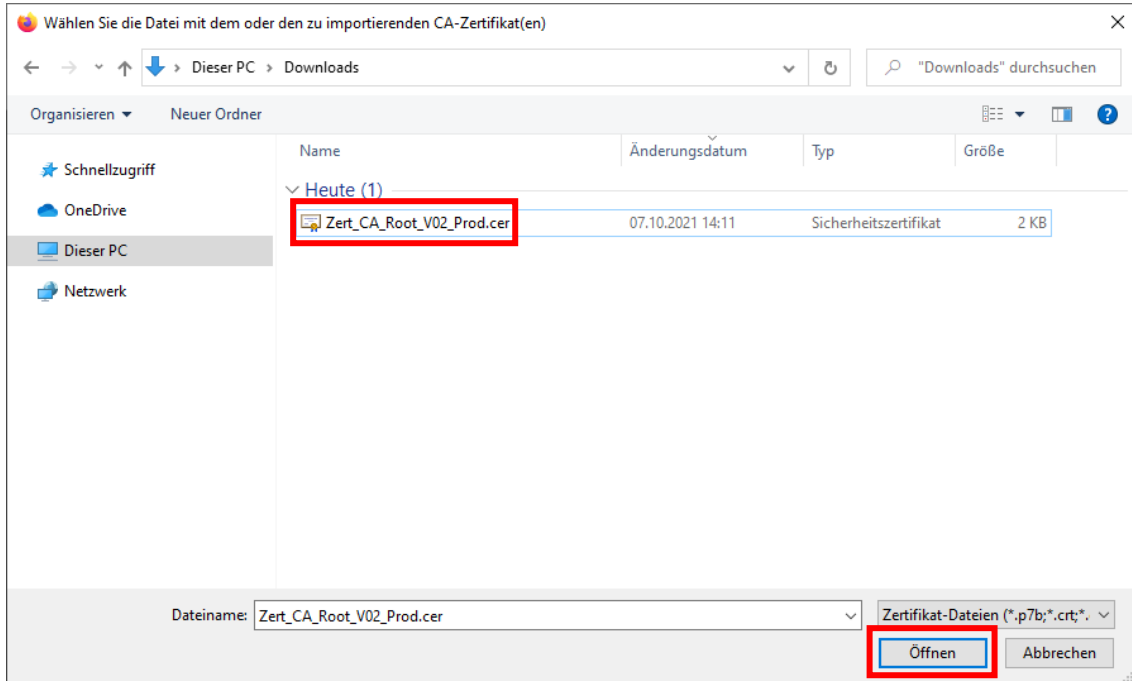 Wählen Sie die Datei mit dem oder den zu importierenden CA-Zertifikat(en)
Dieser PC > Downloads
"Downloads" durchsuchen
Organisieren
Neuer Ordner
?
Name
Änderungsdatum
Typ
Größe
Schnellzugriff
OneDrive
Dieser PC
Netzwerk
Heute (1)
Zert_CA_Root_V02_Prod.cer 07.10.2021 14:11 Sicherheitszertifikat 2 KB
Dateiname: Zert_CA_Root_V02_Prod.cer
Zertifikat-Dateien (*.p7b;*.crt;*.
Öffnen
Abbrechen